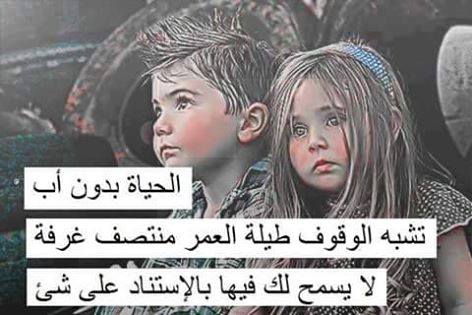 الحياة بدون أب
تشبه الوقوف طيلة العمر منتصف غرفة
لا يسمح لك فيها بالإستناد على شئ